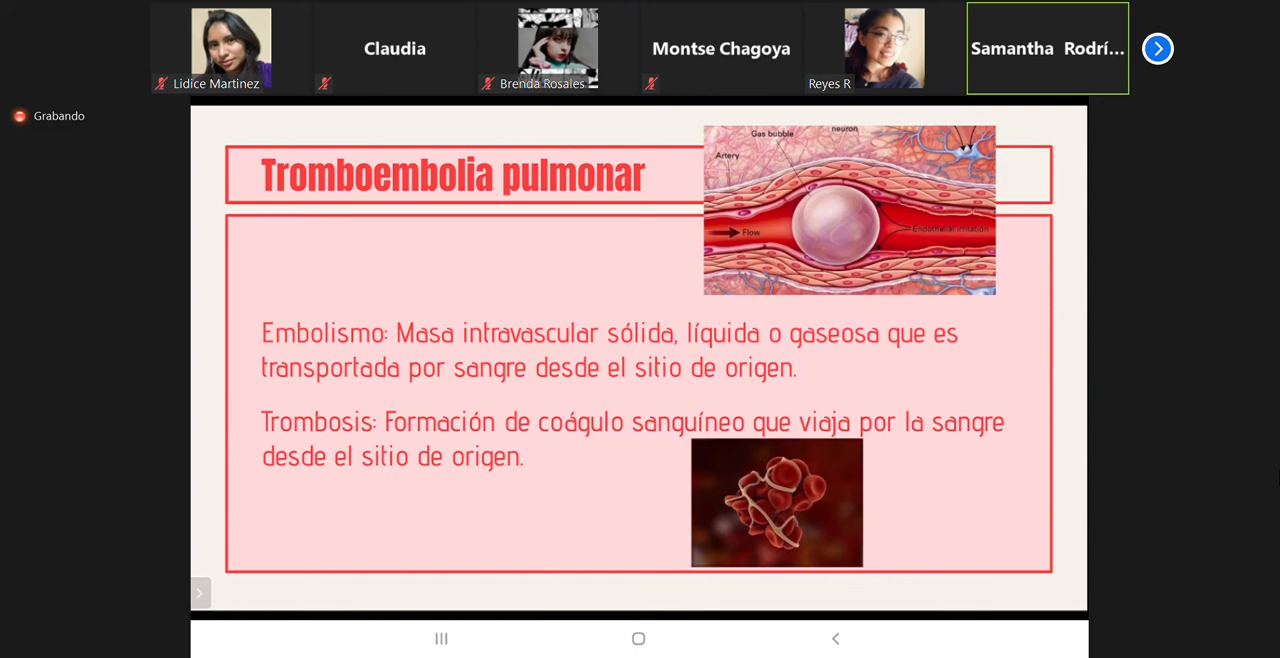 Claudia
Montse Chagoya
Samantha Rodrí...
Lidice Martinez
Brenda Rosales
Reyes R
Grabando
Tromboembolia pulmonar
Gas bubble
neuron
Artery
Flow
Endothelial irritation
Embolismo: Masa intravascular sólida, líquida o gaseosa que es
transportada por sangre desde el sitio de origen.
Trombosis: Formación de coágulo sanguíneo que viaja por la sangre
desde el sitio de origen.